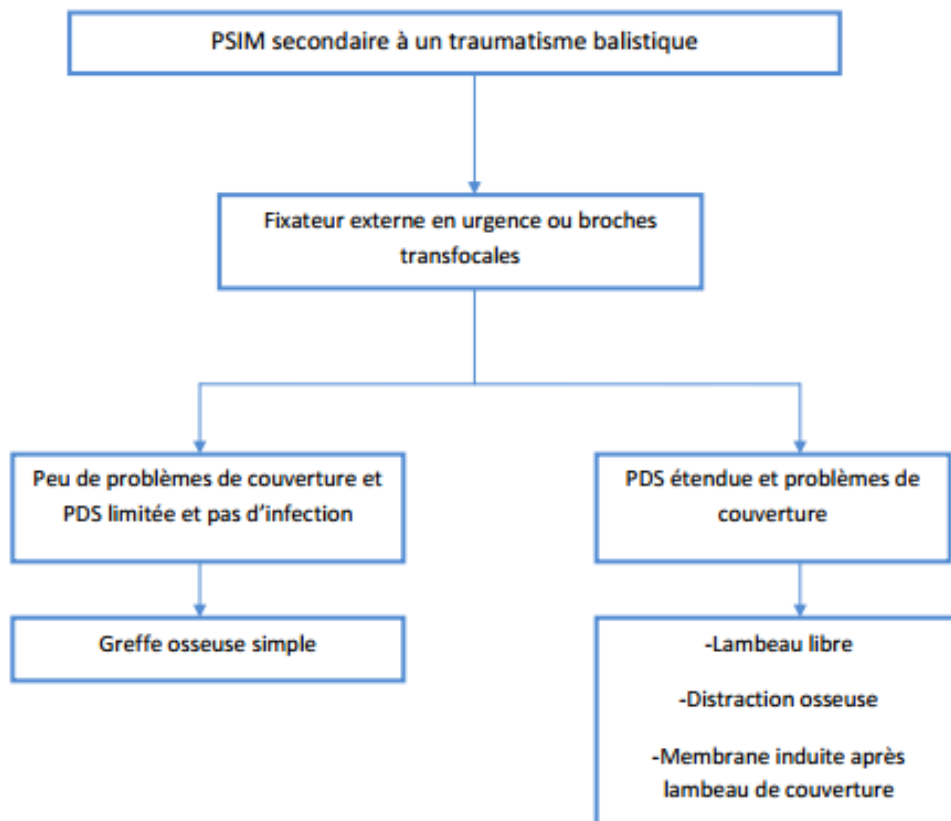 PSIM secondaire à un traumatisme balistique
Fixateur externe en urgence ou broches
transfocales
Peu de problèmes de couverture et
PDS limitée et pas d'infection
PDS étendue et problèmes de
couverture
Greffe osseuse simple
-Lambeau libre
-Distraction osseuse
-Membrane induite après
lambeau de couverture